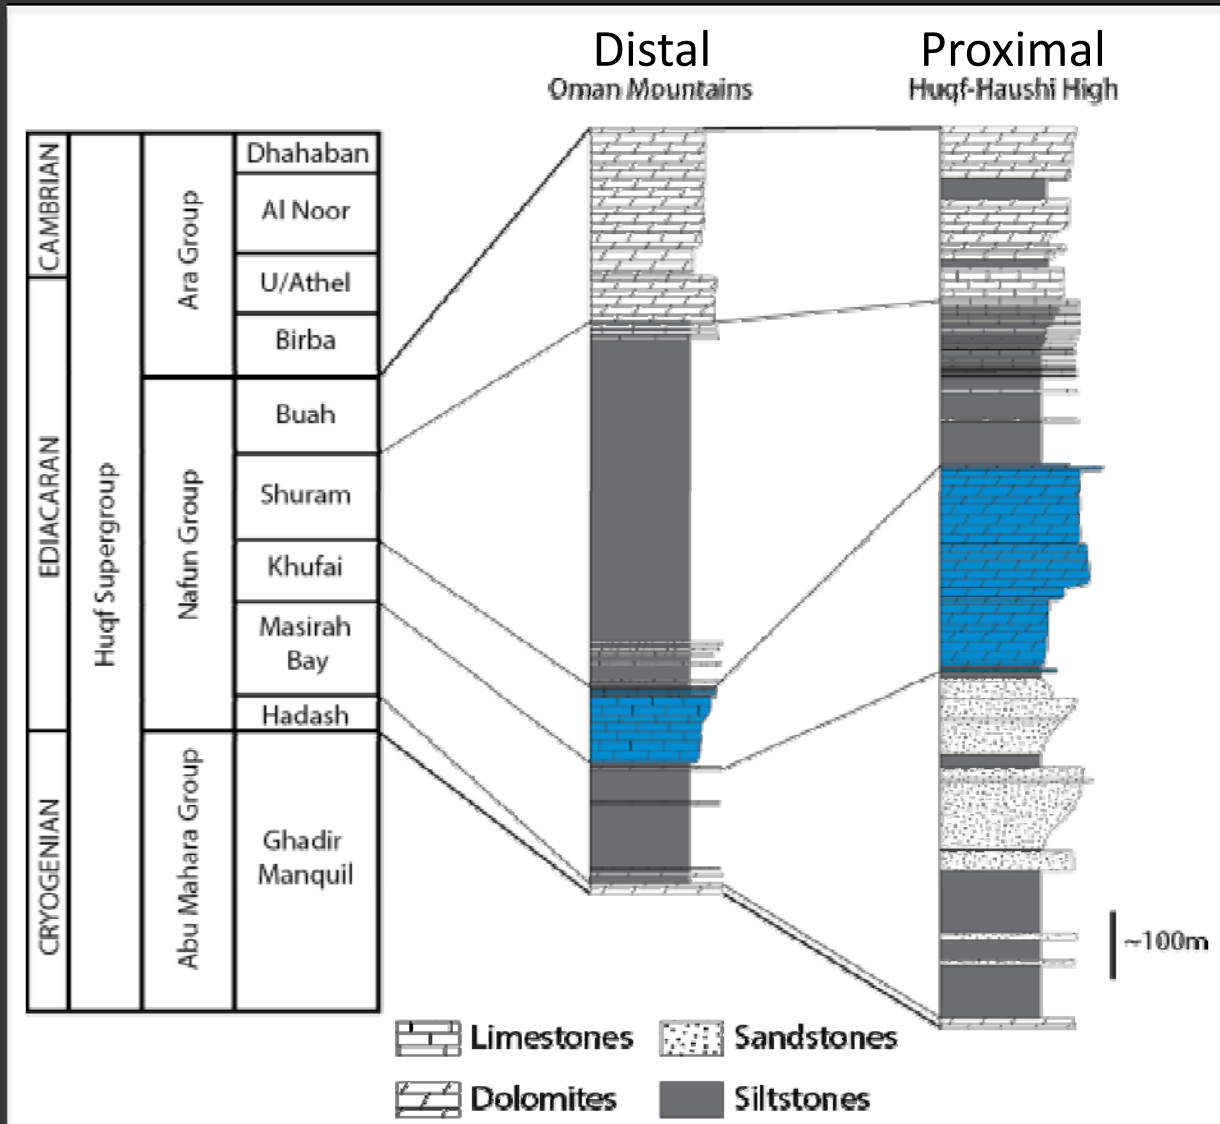 Distal
Proximal
Oman Mountains
Huqf-Haushi High
CAMBRIAN
EDIACARAN
CRYOGENIAN
Huqf Supergroup
Ara Group
Nafun Group
Abu Mahara Group
Dhahaban
Al Noor
U/Athel
Birba
Buah
Shuram
Khufai
Masirah
Bay
Hadash
Ghadir
Manquil
~100m
Limestones
Sandstones
Dolomites
Siltstones